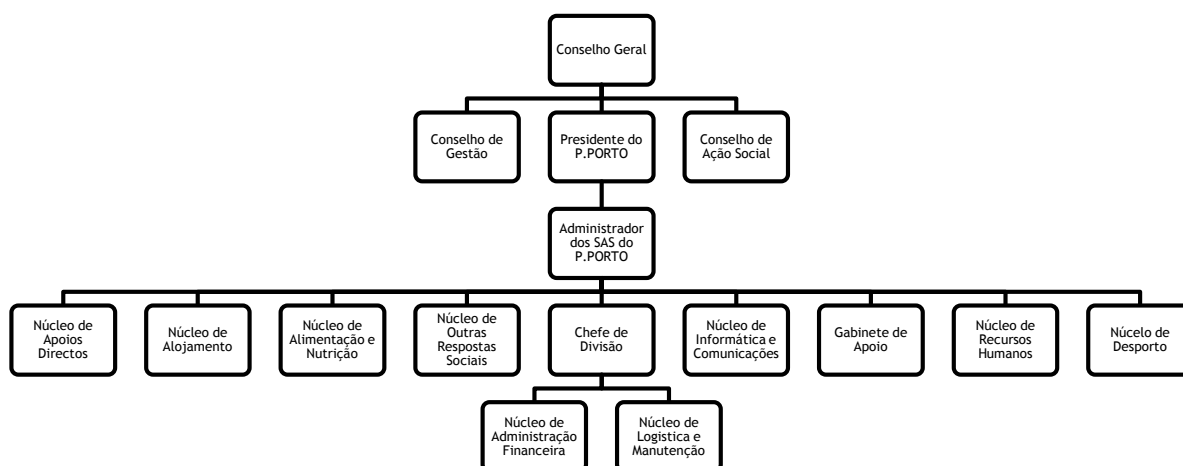 Conselho Geral
Conselho de
Gestão
Presidente do
P.PORTO
Conselho de
Ação Social
Administrador
dos SAS do
P.PORTO
Núcleo de
Apoios
Directos
Núcleo de
Alojamento
Núcleo de
Alimentação e
Nutrição
Núcleo de
Outras
Respostas
Sociais
Chefe de
Divisão
Núcleo de
Informática e
Comunicações
Gabinete de
Apoio
Núcleo de
Recursos
Humanos
Núcelo de
Desporto
Núcleo de
Administração
Financeira
Núcleo de
Logistica e
Manutenção